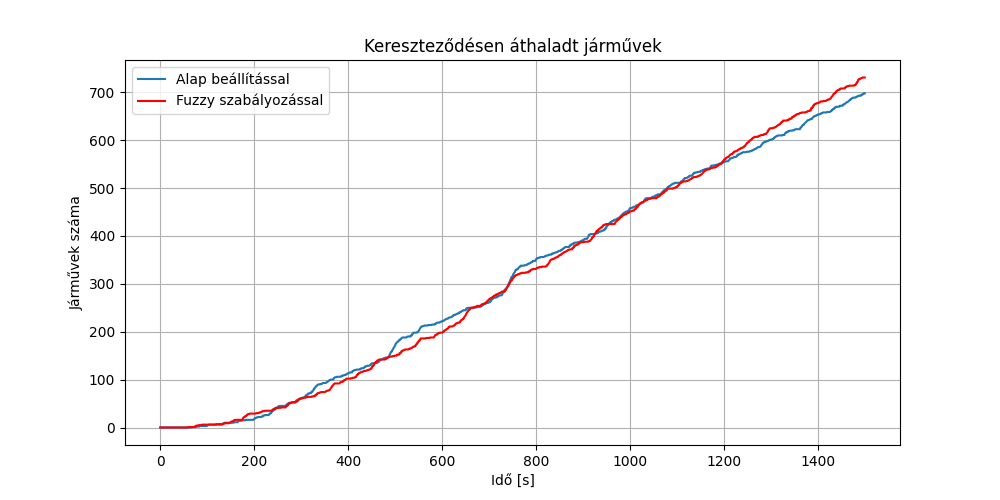 Kereszteződésen áthaladt járművek
Alap beállítással
Fuzzy szabályozással
Járművek száma
700
600
500
400
300
200
100
0
0 200 400 600 800 1000 1200 1400
Idő [s]